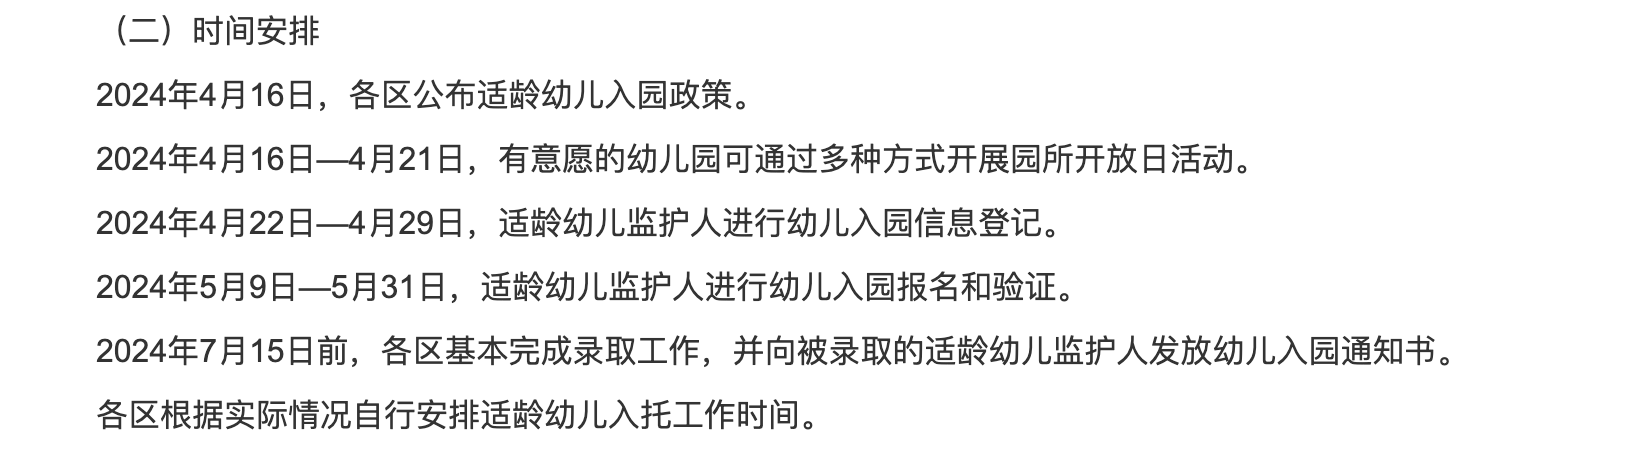 （二）时间安排
2024年4月16日，各区公布适龄幼儿入园政策。
2024年4月16日—4月21日，有意愿的幼儿园可通过多种方式开展园所开放日活动。
2024年4月22日—4月29日，适龄幼儿监护人进行幼儿入园信息登记。
2024年5月9日—5月31日，适龄幼儿监护人进行幼儿入园报名和验证。
2024年7月15日前，各区基本完成录取工作，并向被录取的适龄幼儿监护人发放幼儿入园通知书。
各区根据实际情况自行安排适龄幼儿入托工作时间。